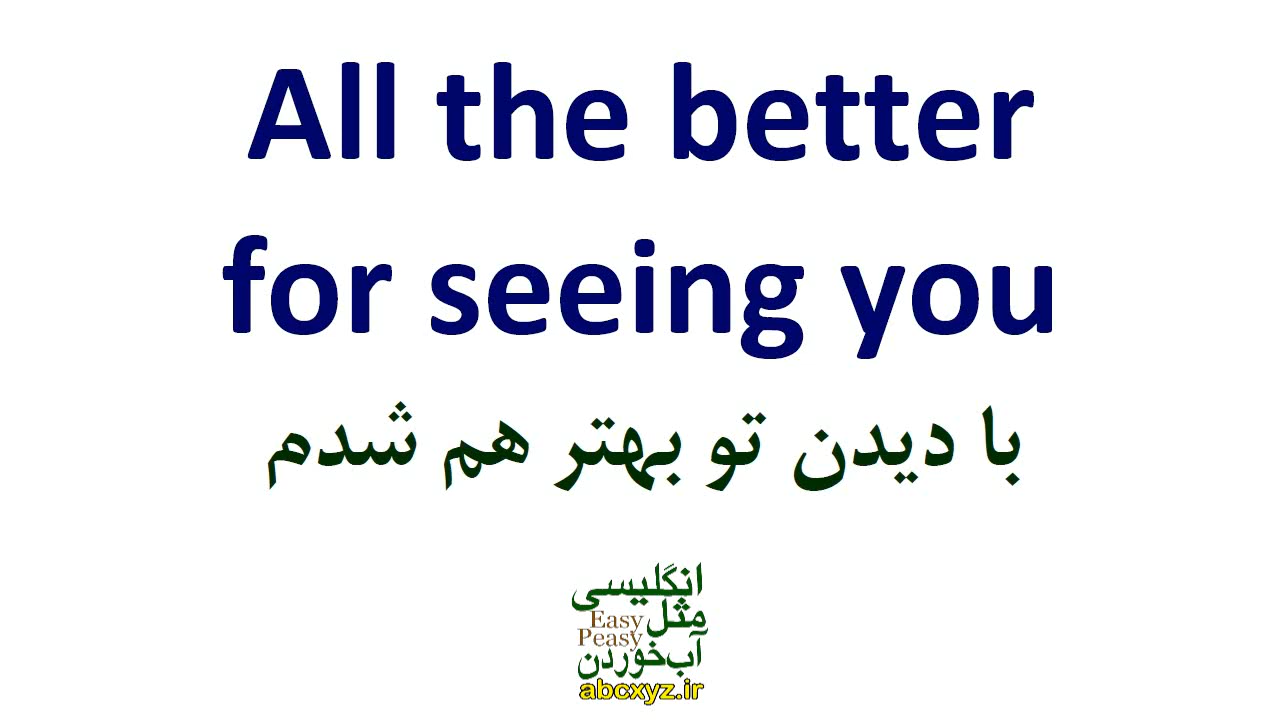 All the better
for seeing you
با دیدن تو بهتر هم شدم
انگلیسی
مثل
Easy
Peasy
آب‌خوردن
abcxyz.ir